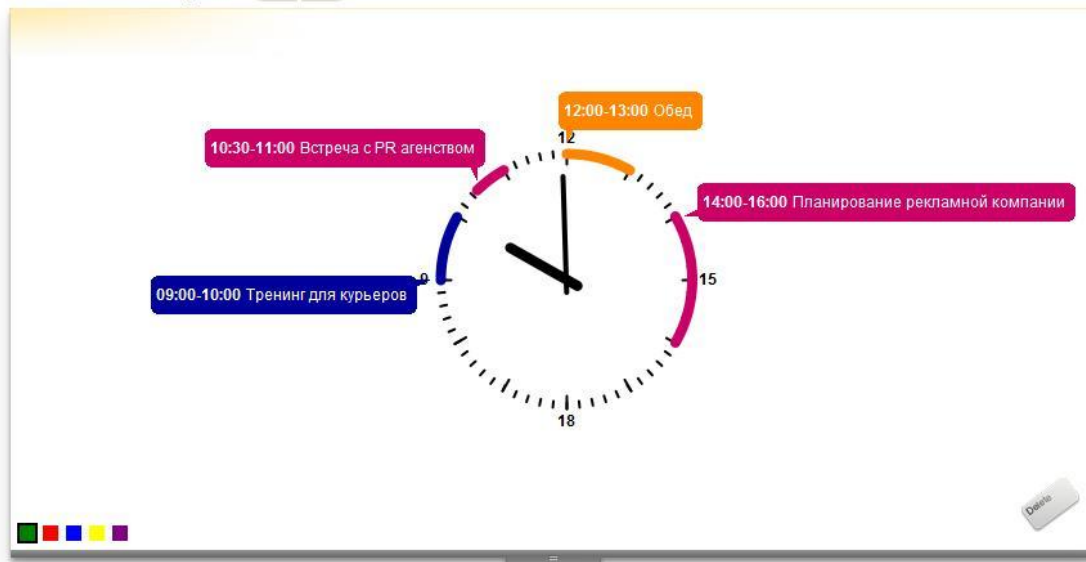 12:00-13:00 Обед
12
10:30-11:00 Встреча с PR агенством
14:00-16:00 Планирование рекламной компании
9
15
09:00-10:00 Тренинг для курьеров
18
Delete